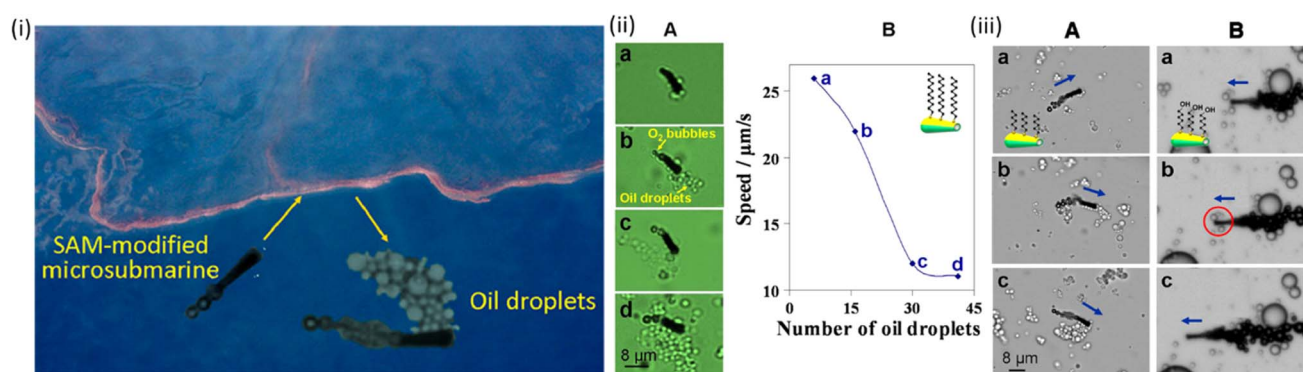 (i)
SAM-modified
microsubmarine
Oil droplets
(ii)
A
a
b
O₂ bubbles
Oil droplets
c
d
8 µm
B
Speed / µm/s
25
20
15
10
a
b
c
d
0
15
30
45
Number of oil droplets
(iii)
A
a
b
c
8 µm
B
a
OH
OH
OH
b
c